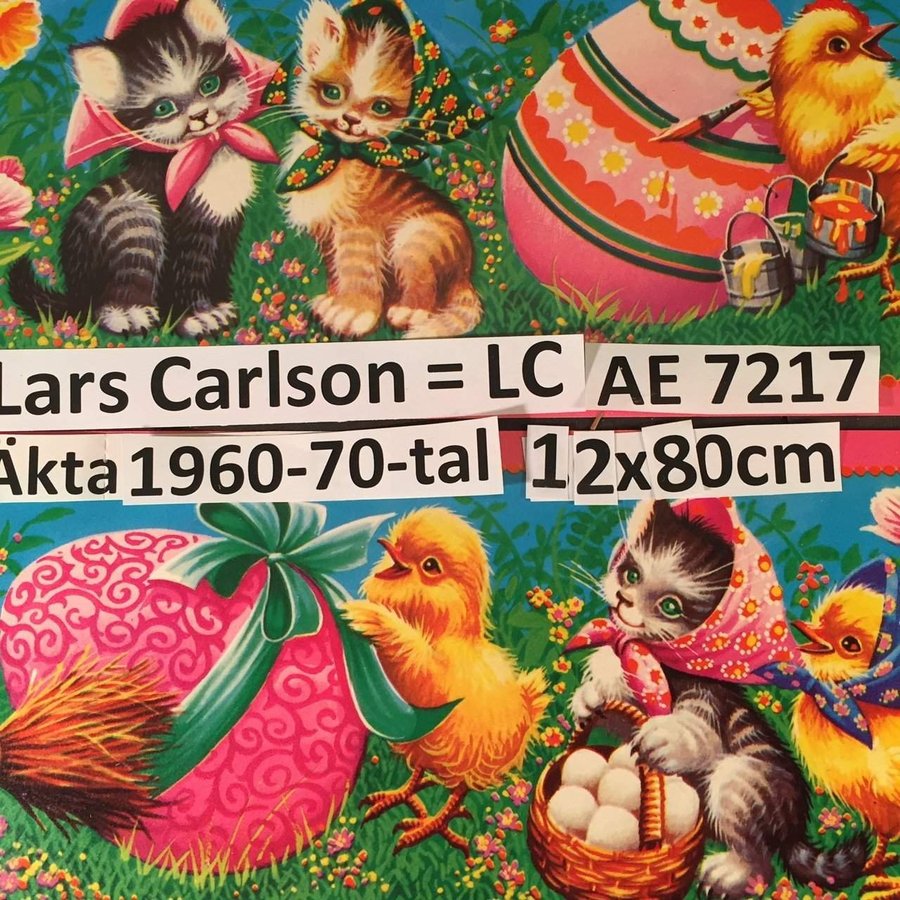 Lars Carlson = LC AE 7217
Äkta 1960-70-tal 12x80cm